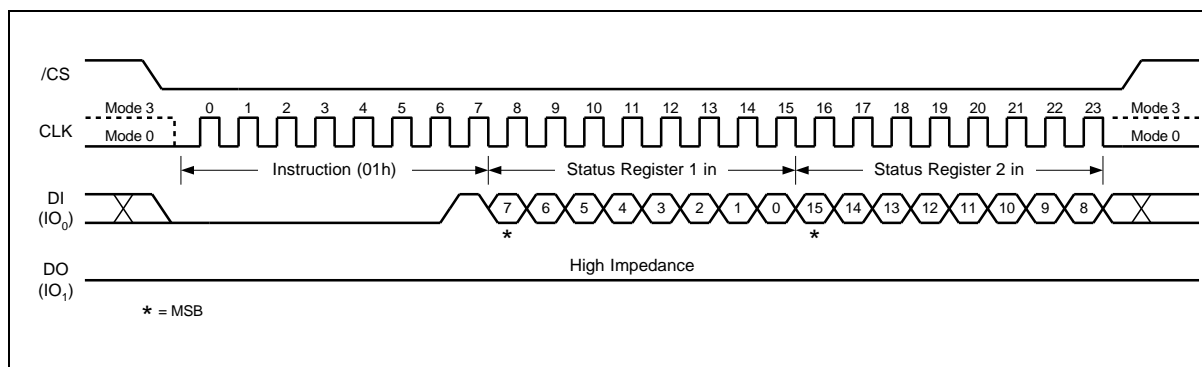 /CS
Mode 3 0 1 2 3 4 5 6 7 8 9 10 11 12 13 14 15 16 17 18 19 20 21 22 23 Mode 3
CLK Mode 0 Mode 0
Instruction (01h) Status Register 1 in Status Register 2 in
DI
(IO0)
7 6 5 4 3 2 1 0 15 14 13 12 11 10 9 8
* *
High Impedance
DO
(IO1)
* = MSB